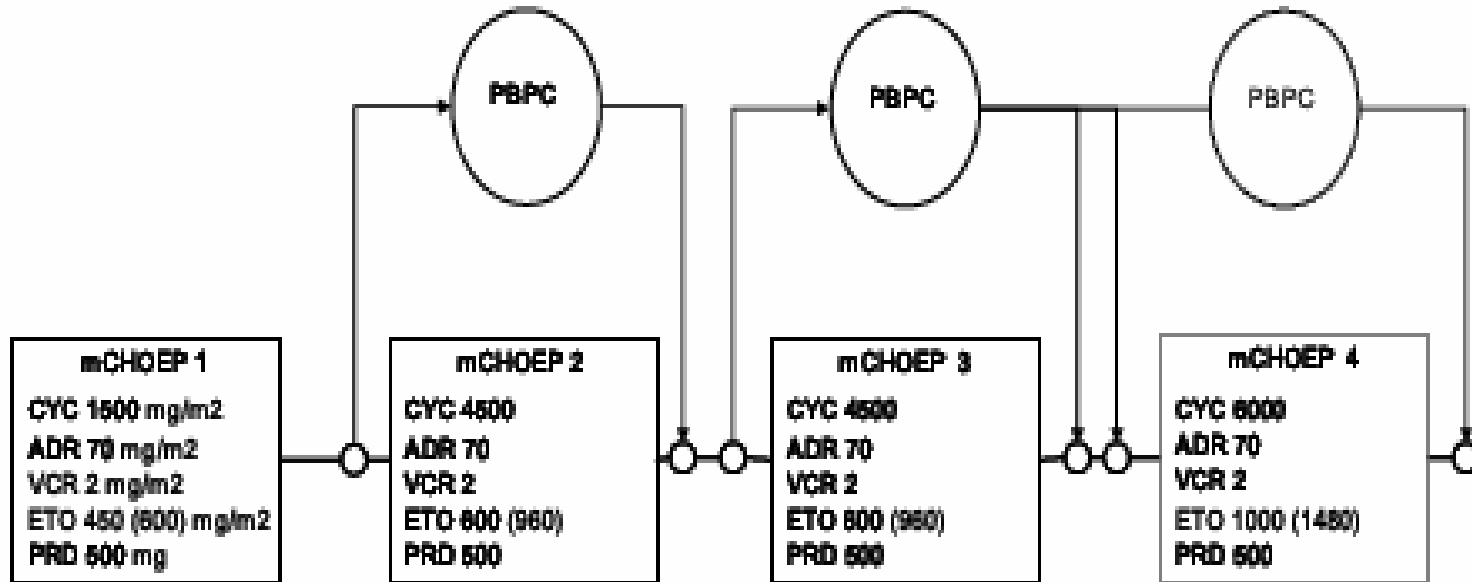 PBPC
PBPC
PBPC
mCHOEP 1
CYC 1500 mg/m2
ADR 70 mg/m2
VCR 2 mg/m2
ETO 450 (600) mg/m2
PRD 500 mg
mCHOEP 2
CYC 4500
ADR 70
VCR 2
ETO 600 (960)
PRD 500
mCHOEP 3
CYC 4500
ADR 70
VCR 2
ETO 600 (960)
PRD 500
mCHOEP 4
CYC 6000
ADR 70
VCR 2
ETO 1000 (1480)
PRD 500